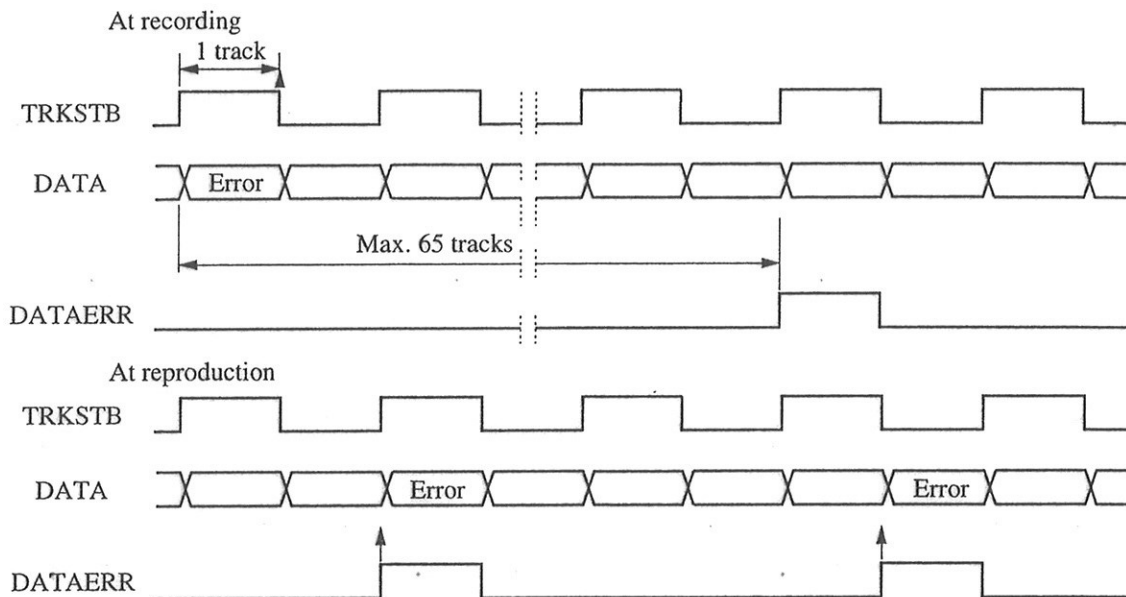 At recording
1 track
TRKSTB
DATA
Error
Max. 65 tracks
DATAERR
At reproduction
TRKSTB
DATA
Error
Error
DATAERR